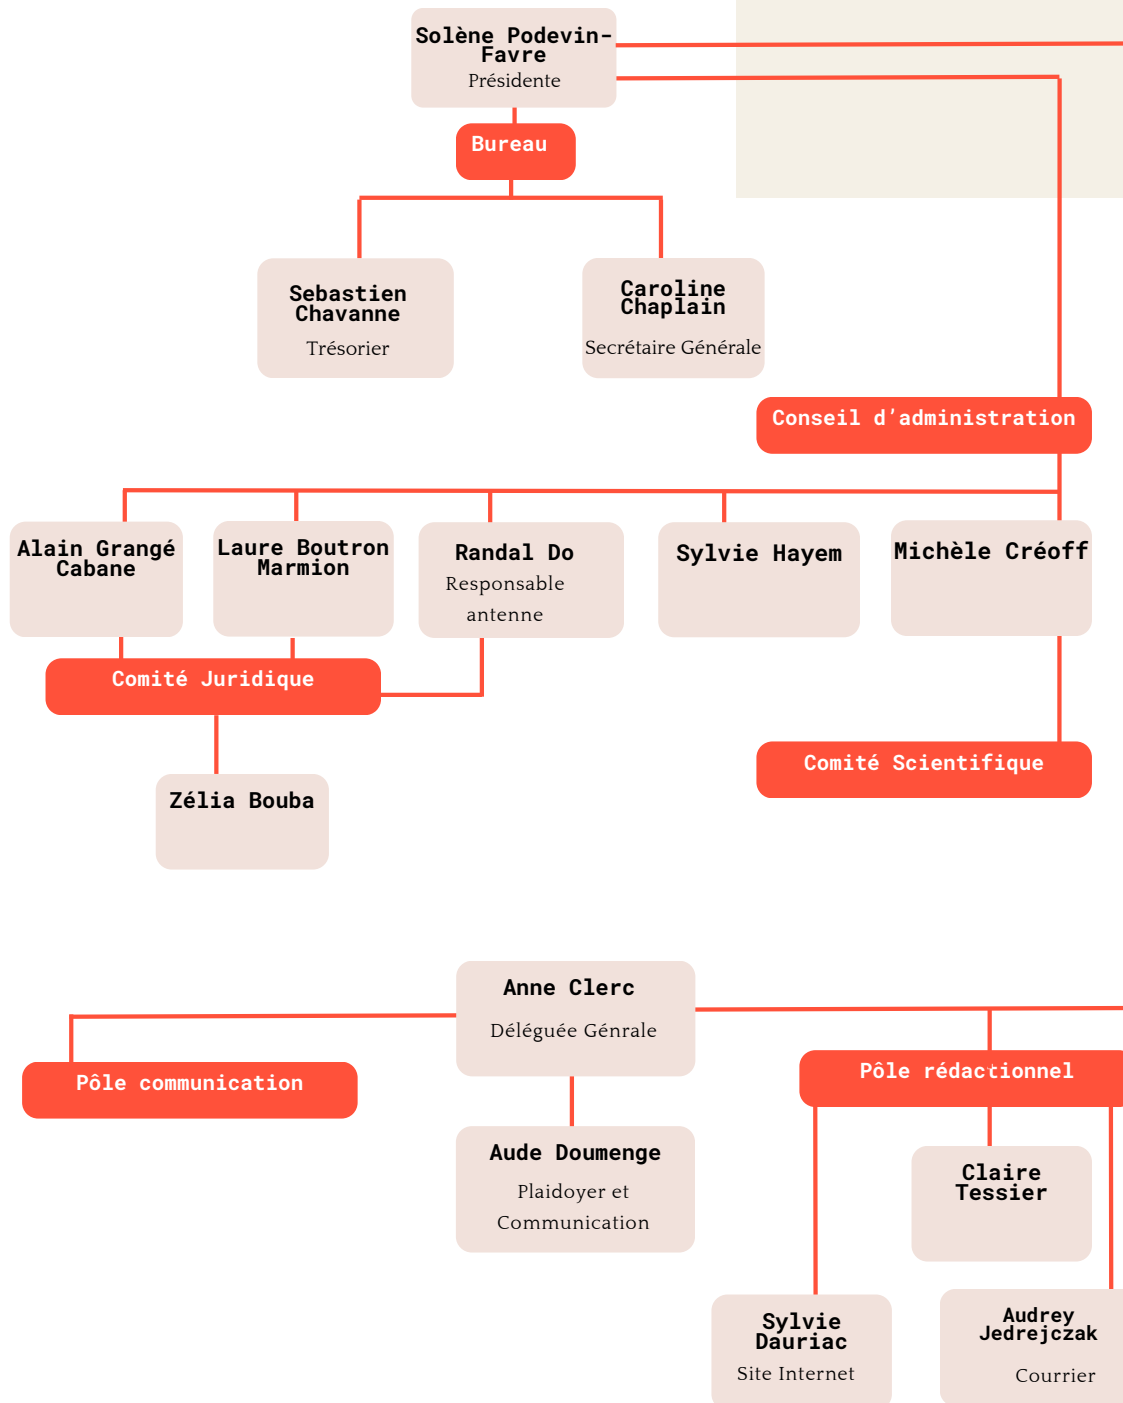 Solène Podevin-
Favre
Présidente
Bureau
Sebastien
Chavanne
Trésorier
Caroline
Chaplain
Secrétaire Générale
Conseil d’administration
Alain Grangé
Cabane
Laure Boutron
Marmion
Randal Do
Responsable
antenne
Sylvie Hayem
Michèle Créoff
Comité Juridique
Comité Scientifique
Zélia Bouba
Anne Clerc
Déléguée Génrale
Pôle communication
Pôle rédactionnel
Aude Doumenge
Plaidoyer et
Communication
Claire
Tessier
Sylvie
Dauriac
Site Internet
Audrey
Jedrejczak
Courrier